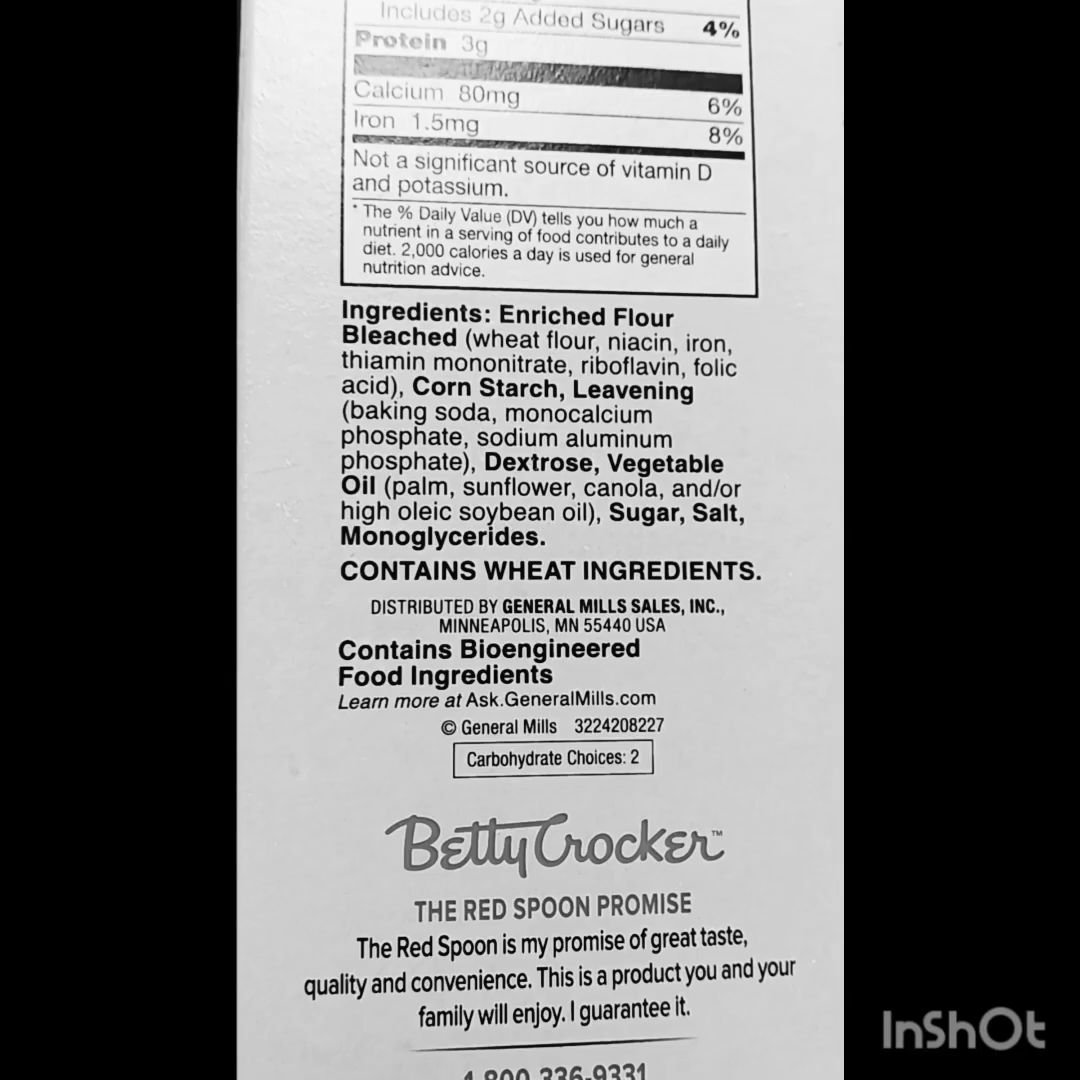 Includes 2g Added Sugars 4%
Protein 3g
Calcium 80mg 6%
Iron 1.5mg 8%
Not a significant source of vitamin D
and potassium.
* The % Daily Value (DV) tells you how much a
nutrient in a serving of food contributes to a daily
diet. 2,000 calories a day is used for general
nutrition advice.
Ingredients: Enriched Flour
Bleached (wheat flour, niacin, iron,
thiamin mononitrate, riboflavin, folic
acid), Corn Starch, Leavening
(baking soda, monocalcium
phosphate, sodium aluminum
phosphate), Dextrose, Vegetable
Oil (palm, sunflower, canola, and/or
high oleic soybean oil), Sugar, Salt,
Monoglycerides.
CONTAINS WHEAT INGREDIENTS.
DISTRIBUTED BY GENERAL MILLS SALES, INC.,
MINNEAPOLIS, MN 55440 USA
Contains Bioengineered
Food Ingredients
Learn more at Ask.GeneralMills.com
© General Mills 3224208227
Carbohydrate Choices: 2
Betty Crocker™
THE RED SPOON PROMISE
The Red Spoon is my promise of great taste,
quality and convenience. This is a product you and your
family will enjoy. I guarantee it.
1-800-336-9331
InShOt